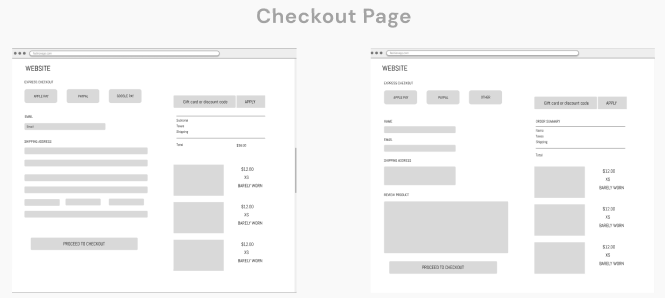 Checkout Page
WEBSITE
EXPRESS CHECKOUT
APPLE PAY
PAYPAL
GOOGLE PAY
EMAIL
Email
SHIPPING ADDRESS
PROCEED TO CHECKOUT
Gift card or discount code
APPLY
Subtotal
Taxes
Shipping
Total
$36.00
$12.00
XS
BARELY WORN
$12.00
XS
BARELY WORN
$12.00
XS
BARELY WORN
WEBSITE
EXPRESS CHECKOUT
APPLE PAY
PAYPAL
OTHER
NAME
EMAIL
SHIPPING ADDRESS
REVIEW PRODUCT
PROCEED TO CHECKOUT
Gift card or discount code
APPLY
ORDER SUMMARY
Items
Taxes
Shipping
Total
$12.00
XS
BARELY WORN
$12.00
XS
BARELY WORN
$12.00
XS
BARELY WORN